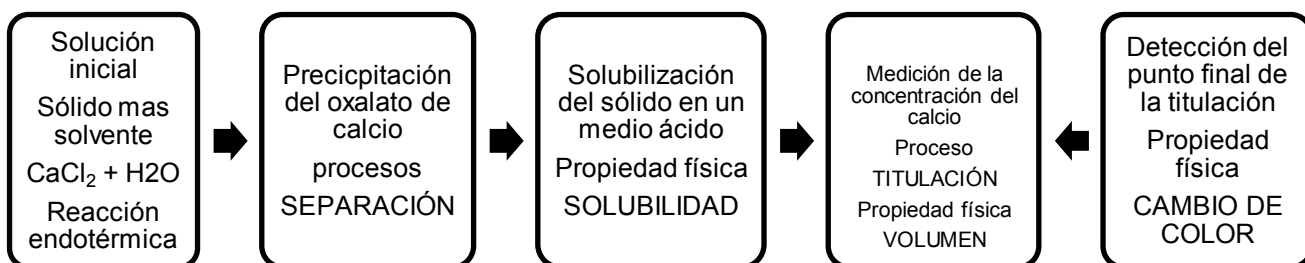 Solución
inicial
Sólido mas
solvente
CaCl₂ + H2O
Reacción
endotérmica
Precicpitación
del oxalato de
calcio
procesos
SEPARACIÓN
Solubilización
del sólido en un
medio ácido
Propiedad física
SOLUBILIDAD
Medición de la
concentración del
calcio
Proceso
TITULACIÓN
Propiedad física
VOLUMEN
Detección del
punto final de
la titulación
Propiedad
física
CAMBIO DE
COLOR